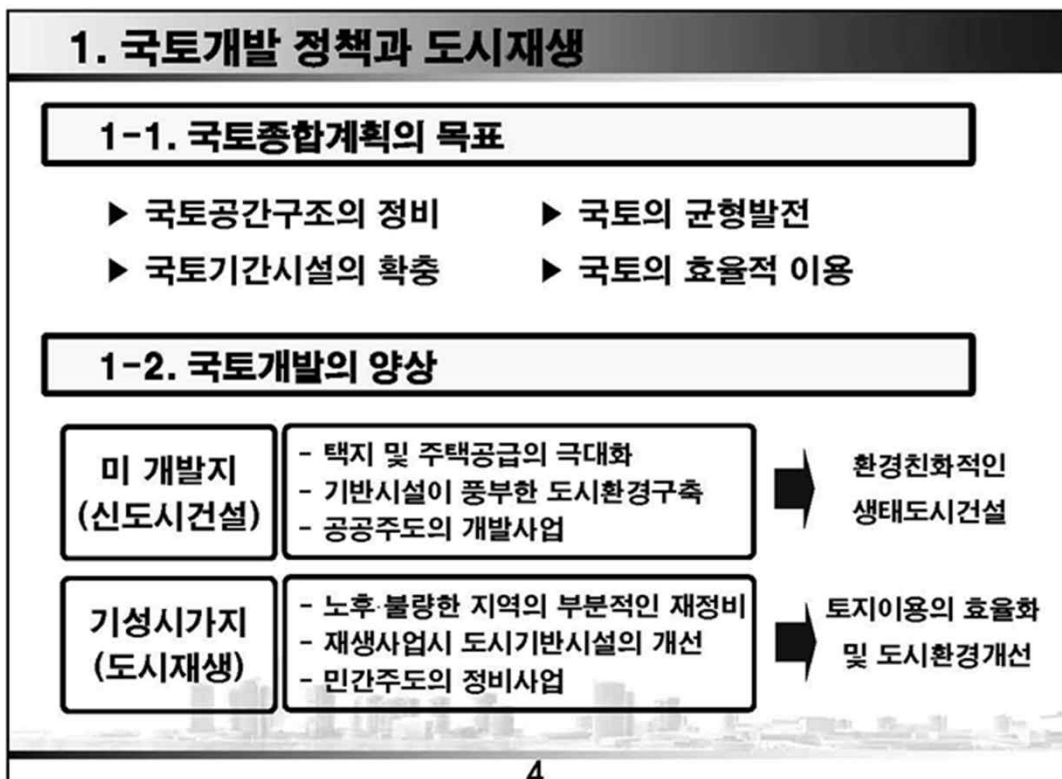 1. 국토개발 정책과 도시재생
1-1. 국토종합계획의 목표
▶ 국토공간구조의 정비
▶ 국토의 균형발전
▶ 국토기간시설의 확충
▶ 국토의 효율적 이용
1-2. 국토개발의 양상
미 개발지
(신도시건설)
- 택지 및 주택공급의 극대화
- 기반시설이 풍부한 도시환경구축
- 공공주도의 개발사업
환경친화적인
생태도시건설
기성시가지
(도시재생)
- 노후·불량한 지역의 부분적인 재정비
- 재생사업시 도시기반시설의 개선
- 민간주도의 정비사업
토지이용의 효율화
및 도시환경개선
4